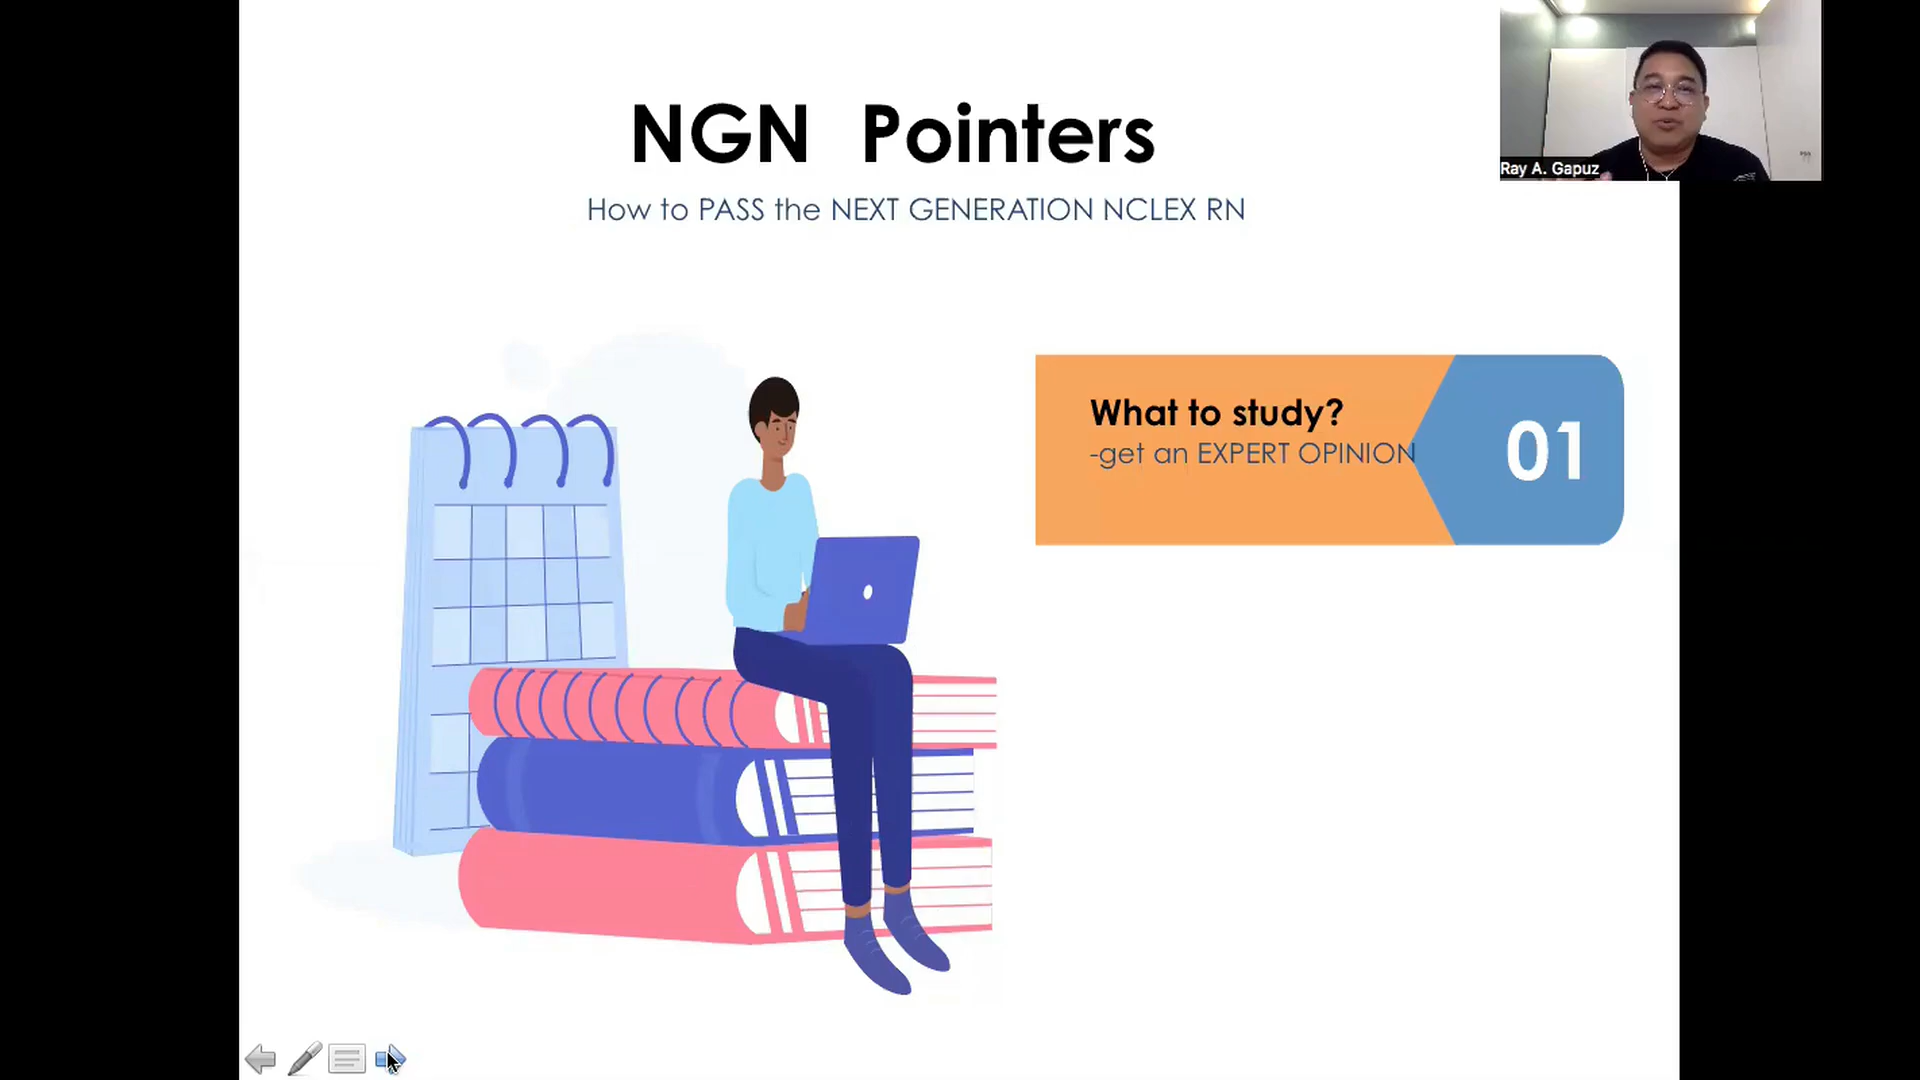 NGN Pointers
How to PASS the NEXT GENERATION NCLEX RN
Ray A. Gapuz
What to study?
-get an EXPERT OPINION
01